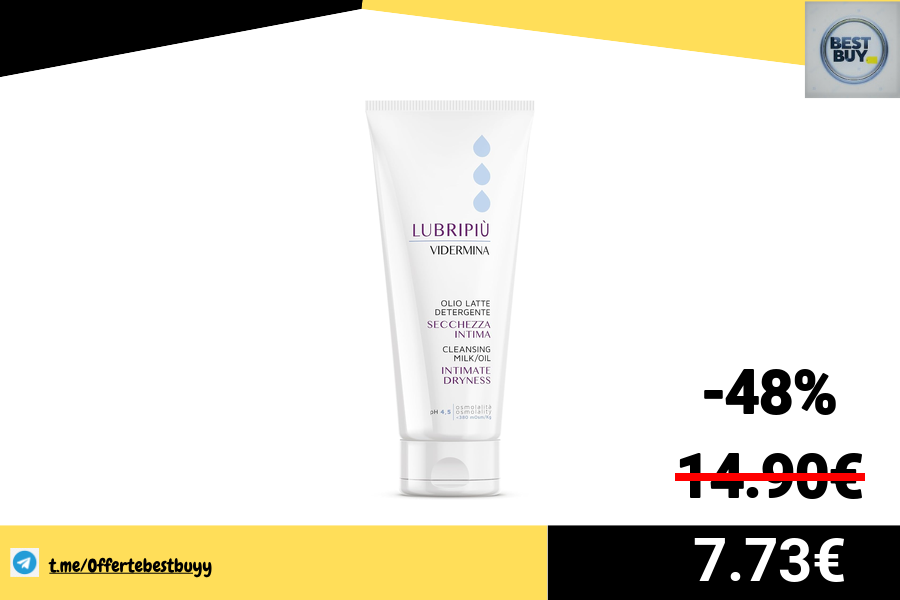 BEST
BUY
LUBRIPIÙ
VIDERMINA
OLIO LATTE
DETERGENTE
SECCHEZZA
INTIMA
CLEANSING
MILK/OIL
INTIMATE
DRYNESS
pH 4,5
osmolalité
osmolality
-48%
14.90€
7.73€
t.me/Offertebestbuyy